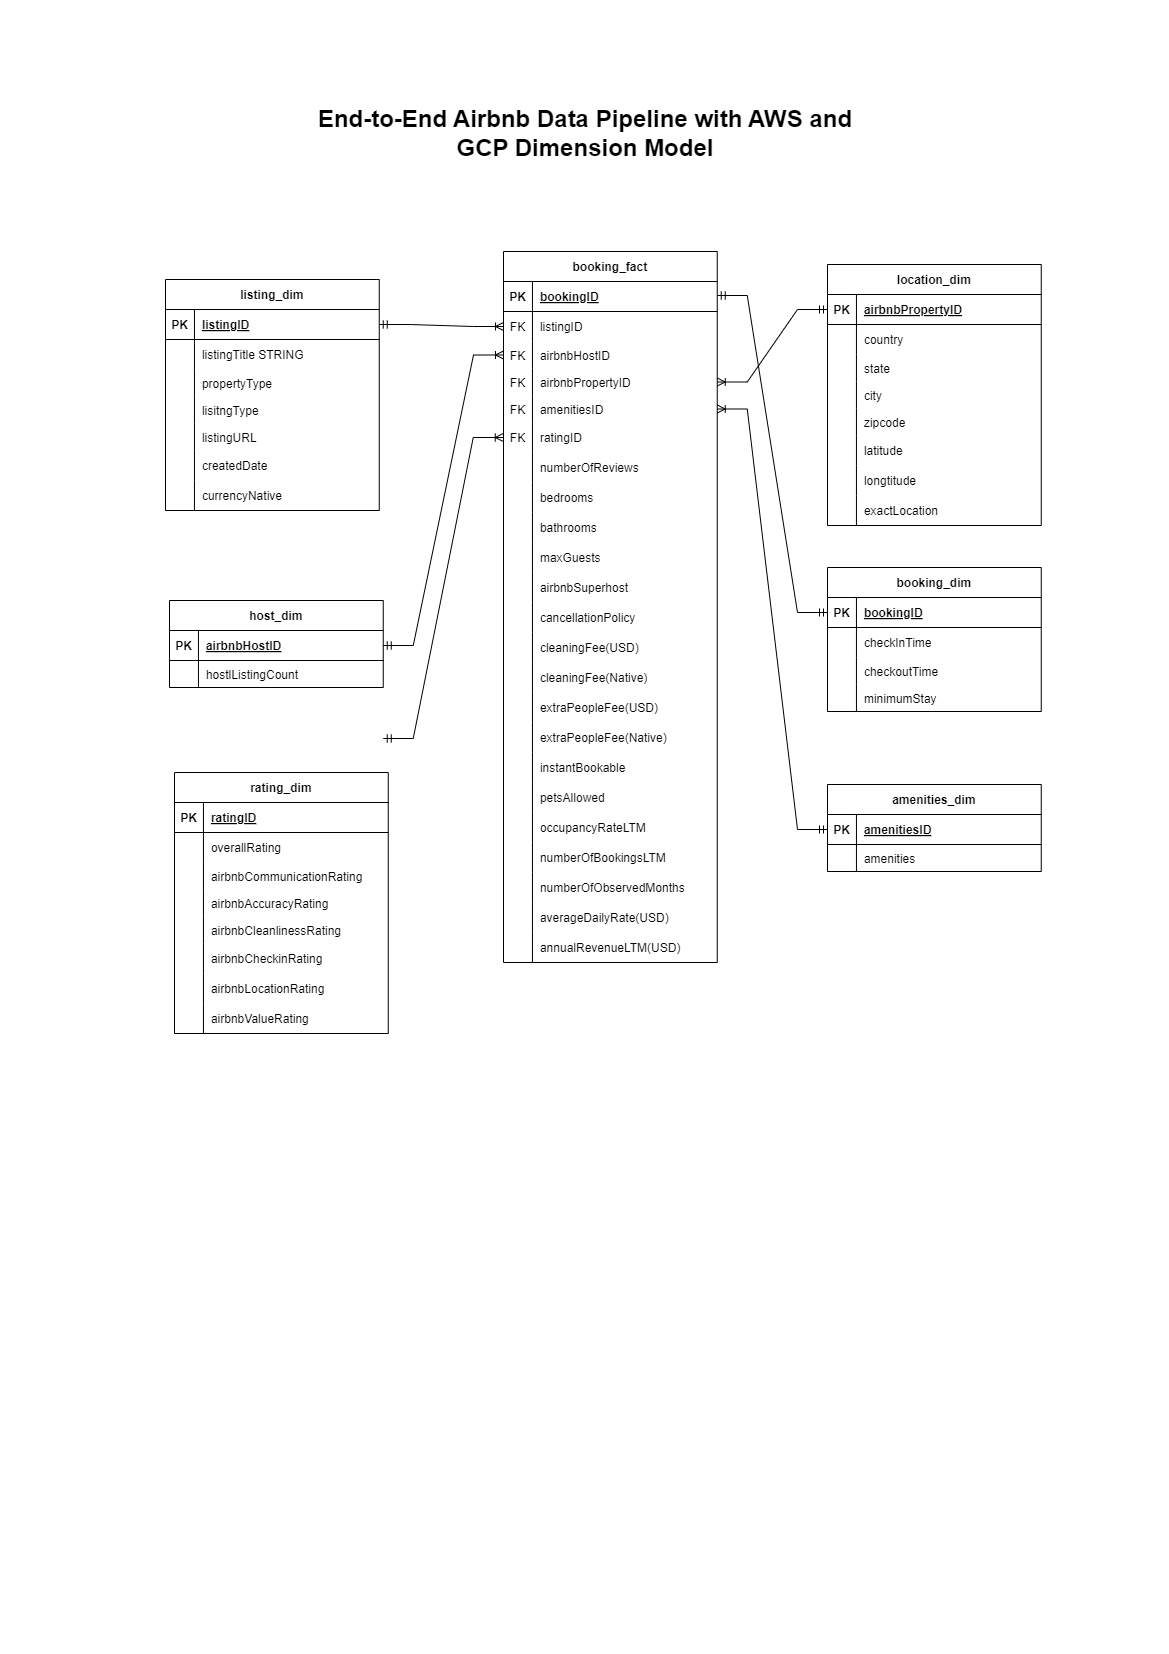 End-to-End Airbnb Data Pipeline with AWS and
GCP Dimension Model
listing_dim
PK listingID
listingTitle STRING
propertyType
lisitngType
listingURL
createdDate
currencyNative
host_dim
PK airbnbHostID
hostlListingCount
rating_dim
PK ratingID
overallRating
airbnbCommunicationRating
airbnbAccuracyRating
airbnbCleanlinessRating
airbnbCheckinRating
airbnbLocationRating
airbnbValueRating
booking_fact
PK bookingID
FK listingID
FK airbnbHostID
FK airbnbPropertyID
FK amenitiesID
FK ratingID
numberOfReviews
bedrooms
bathrooms
maxGuests
airbnbSuperhost
cancellationPolicy
cleaningFee(USD)
cleaningFee(Native)
extraPeopleFee(USD)
extraPeopleFee(Native)
instantBookable
petsAllowed
occupancyRateLTM
numberOfBookingsLTM
numberOfObservedMonths
averageDailyRate(USD)
annualRevenueLTM(USD)
location_dim
PK airbnbPropertyID
country
state
city
zipcode
latitude
longtitude
exactLocation
booking_dim
PK bookingID
checkInTime
checkoutTime
minimumStay
amenities_dim
PK amenitiesID
amenities